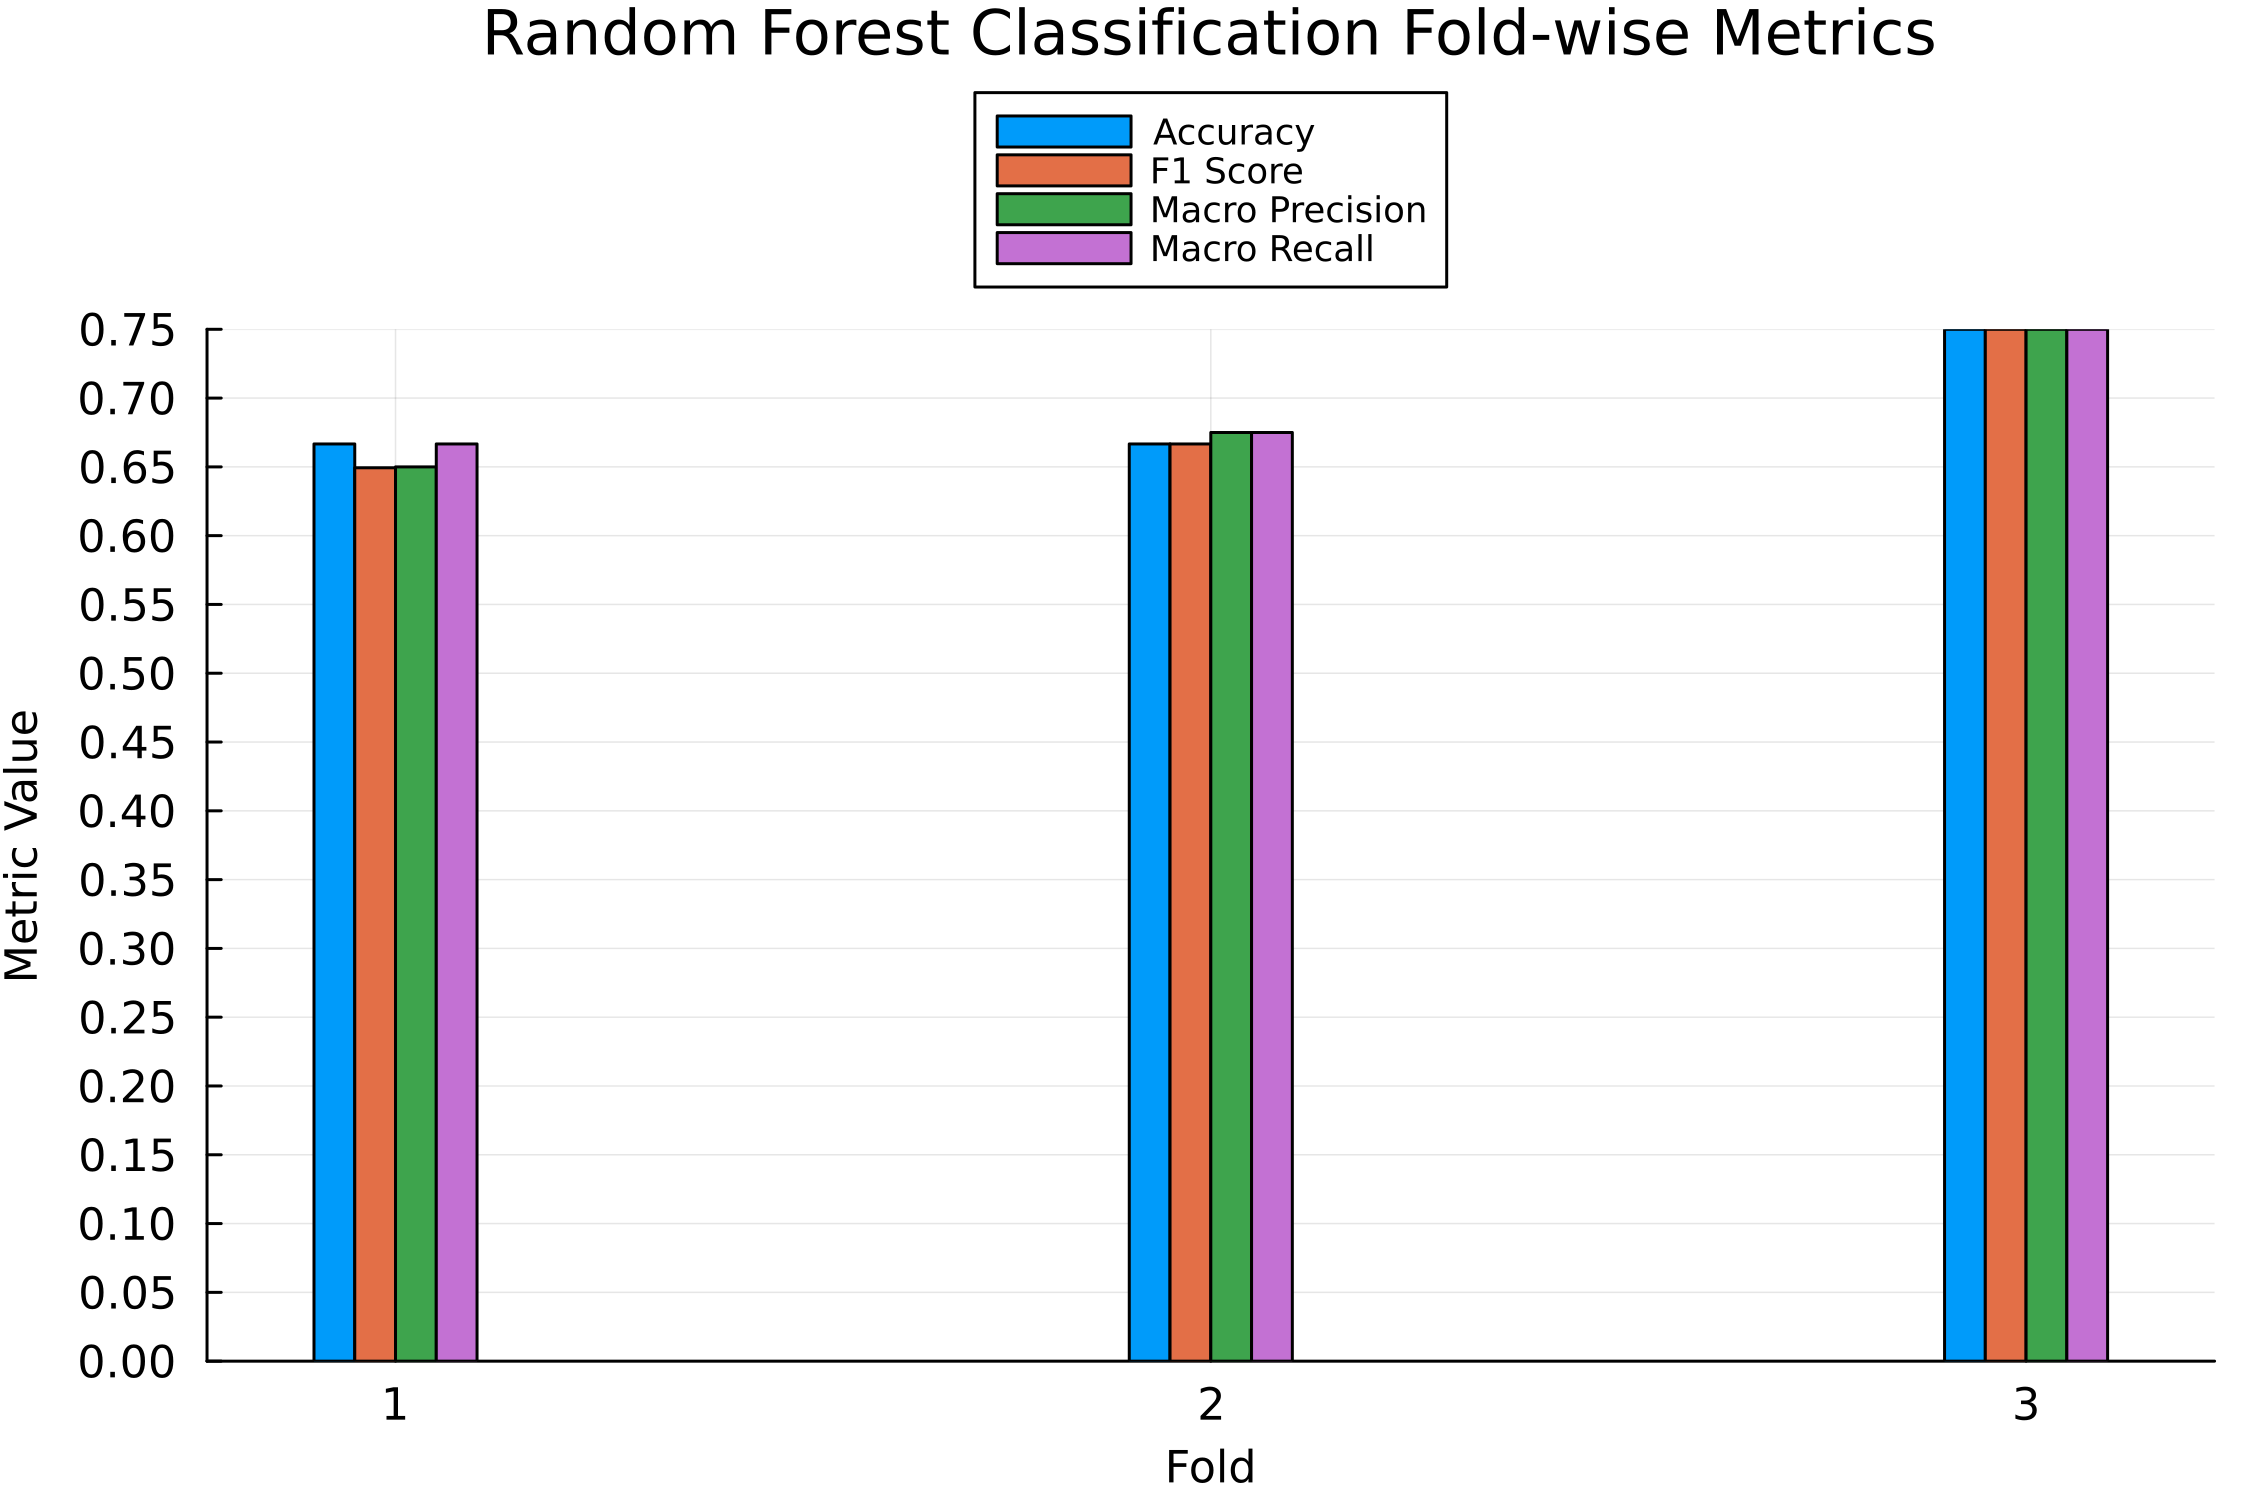 Random Forest Classification Fold-wise Metrics
Accuracy
F1 Score
Macro Precision
Macro Recall
0.75
0.70
0.65
0.60
0.55
0.50
0.45
0.40
0.35
0.30
0.25
0.20
0.15
0.10
0.05
0.00
Metric Value
1 2 3
Fold